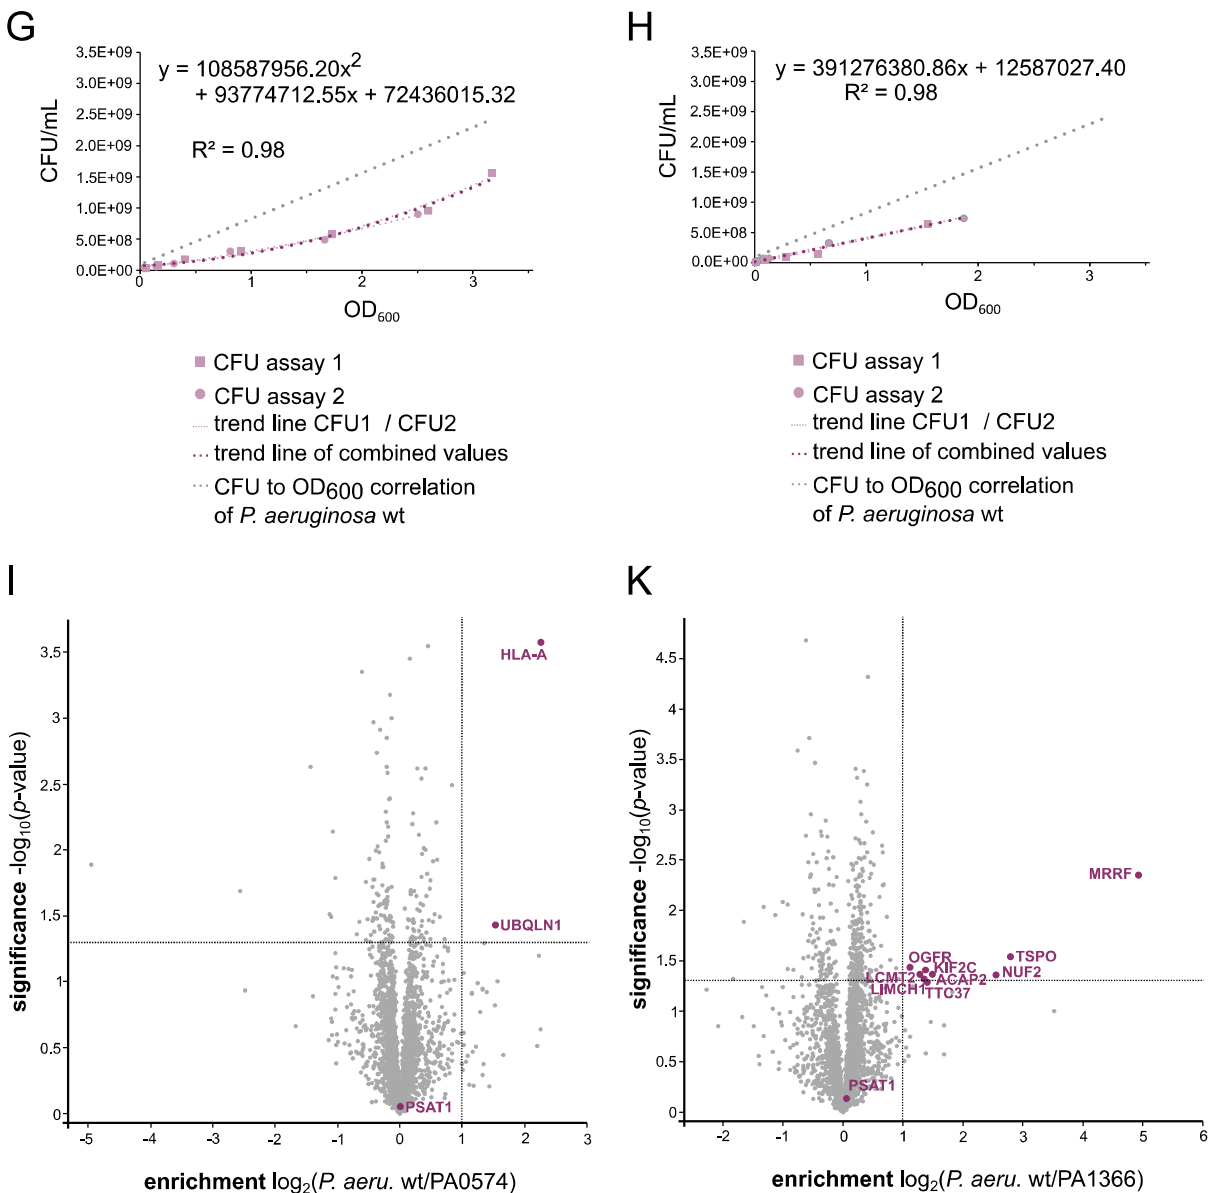 G
3.5E+09
3.0E+09
2.5E+09
2.0E+09
1.5E+09
1.0E+09
5.0E+08
0.0E+00
CFU/mL
y = 108587956.20x²
+ 93774712.55x + 72436015.32
R² = 0.98
0 1 2 3
OD₆₀₀
CFU assay 1
CFU assay 2
trend line CFU1 / CFU2
trend line of combined values
CFU to OD600 correlation
of P. aeruginosa wt
H
3.5E+09
3.0E+09
2.5E+09
2.0E+09
1.5E+09
1.0E+09
5.0E+08
0.0E+00
CFU/mL
y = 391276380.86x + 12587027.40
R² = 0.98
0 1 2 3
OD₆₀₀
CFU assay 1
CFU assay 2
trend line CFU1 / CFU2
trend line of combined values
CFU to OD600 correlation
of P. aeruginosa wt
I
significance -log₁₀(p-value)
3.5
3
2.5
2
1.5
1
0.5
0
HLA-A
UBQLN1
PSAT1
-5 -4 -3 -2 -1 0 1 2 3
enrichment log₂(P. aeru. wt/PA0574)
K
significance -log₁₀(p-value)
4.5
4
3.5
3
2.5
2
1.5
1
0.5
0
MRRF
OGFR
TSPO
KIF2C
NUF2
LCMT2
ACAP2
LIMCH1
TTC37
PSAT1
-2 -1 0 1 2 3 4 5 6
enrichment log₂(P. aeru. wt/PA1366)